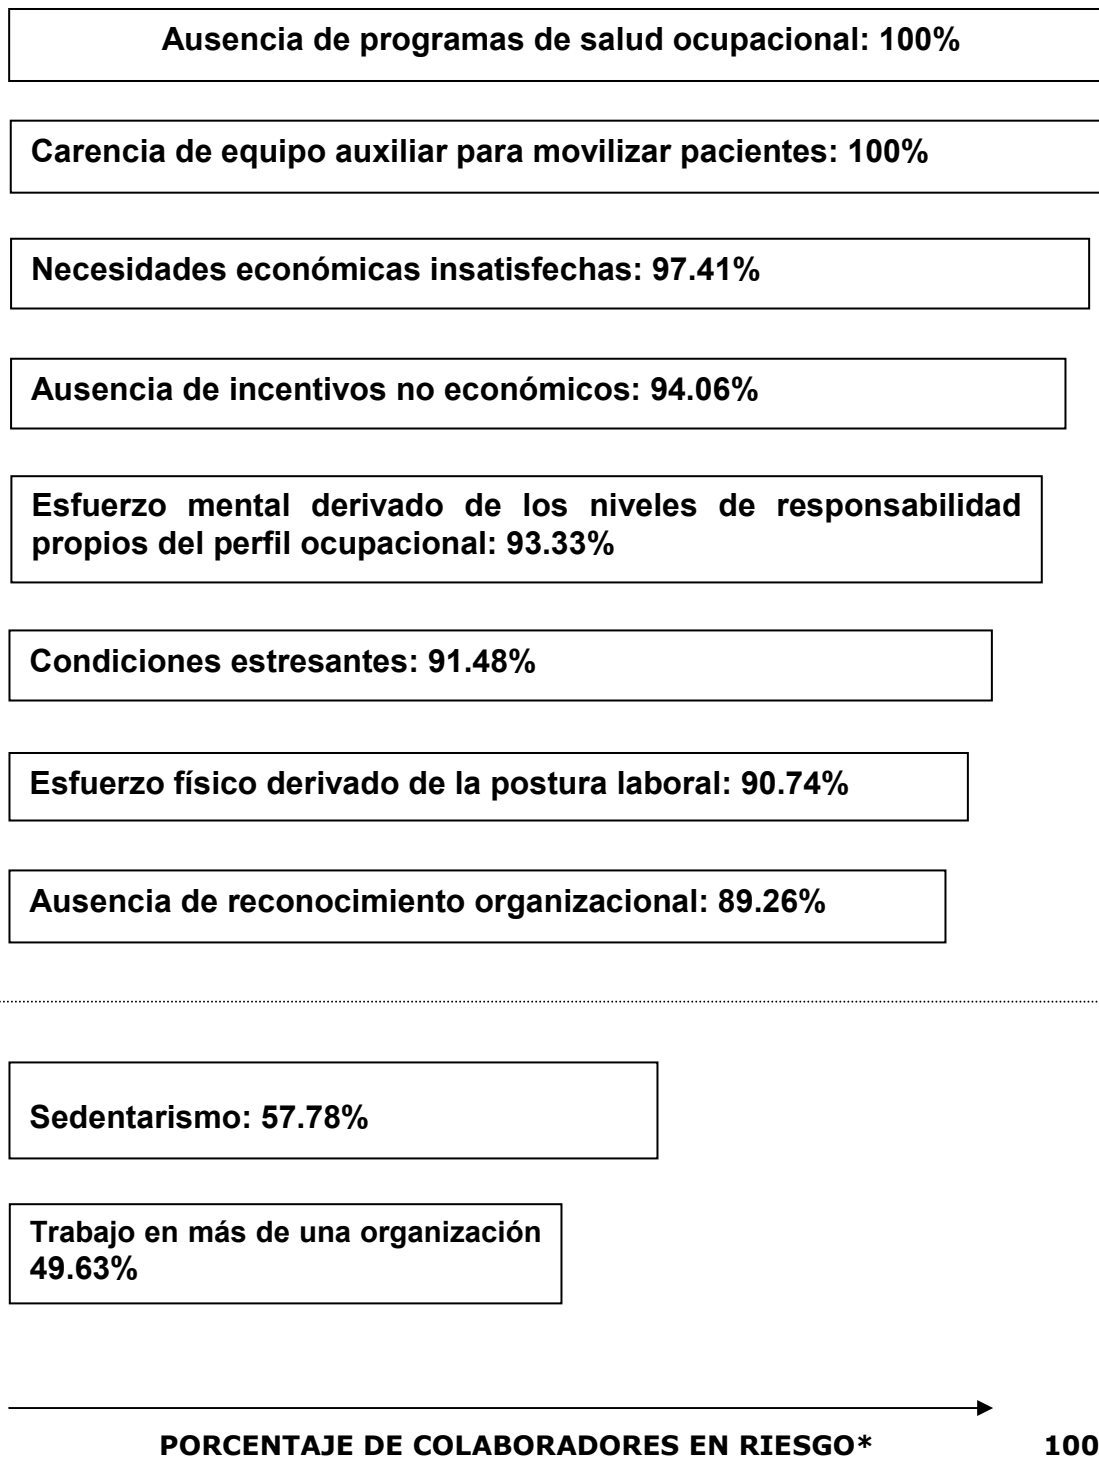 Ausencia de programas de salud ocupacional: 100%
Carencia de equipo auxiliar para movilizar pacientes: 100%
Necesidades económicas insatisfechas: 97.41%
Ausencia de incentivos no económicos: 94.06%
Esfuerzo mental derivado de los niveles de responsabilidad
propios del perfil ocupacional: 93.33%
Condiciones estresantes: 91.48%
Esfuerzo físico derivado de la postura laboral: 90.74%
Ausencia de reconocimiento organizacional: 89.26%
Sedentarismo: 57.78%
Trabajo en más de una organización
49.63%
PORCENTAJE DE COLABORADORES EN RIESGO* 100